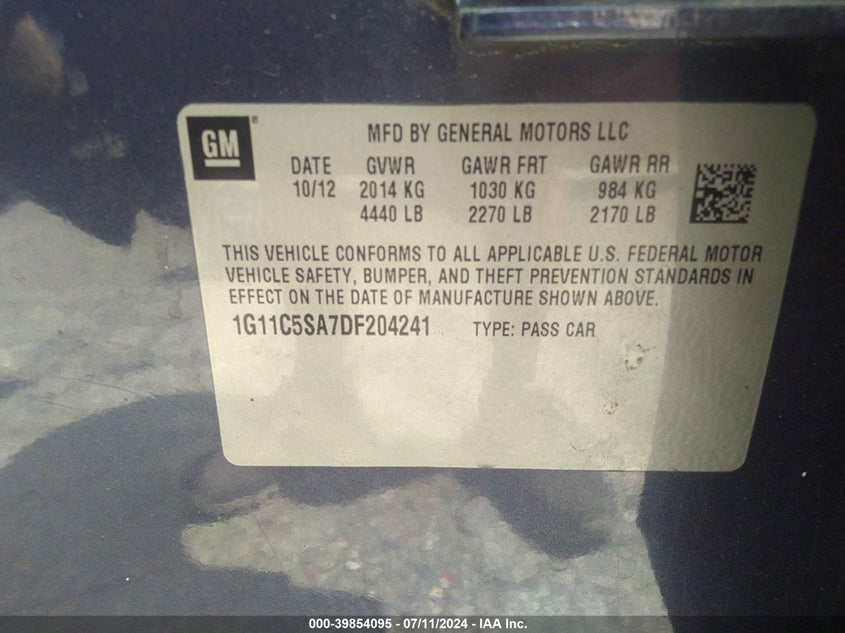 GM®
MFD BY GENERAL MOTORS LLC
DATE GVWR GAWR FRT GAWR RR
10/12 2014 KG 1030 KG 984 KG
4440 LB 2270 LB 2170 LB
THIS VEHICLE CONFORMS TO ALL APPLICABLE U.S. FEDERAL MOTOR
VEHICLE SAFETY, BUMPER, AND THEFT PREVENTION STANDARDS IN
EFFECT ON THE DATE OF MANUFACTURE SHOWN ABOVE.
1G11C5SA7DF204241 TYPE: PASS CAR
000-39854095 - 07/11/2024 - IAA Inc.